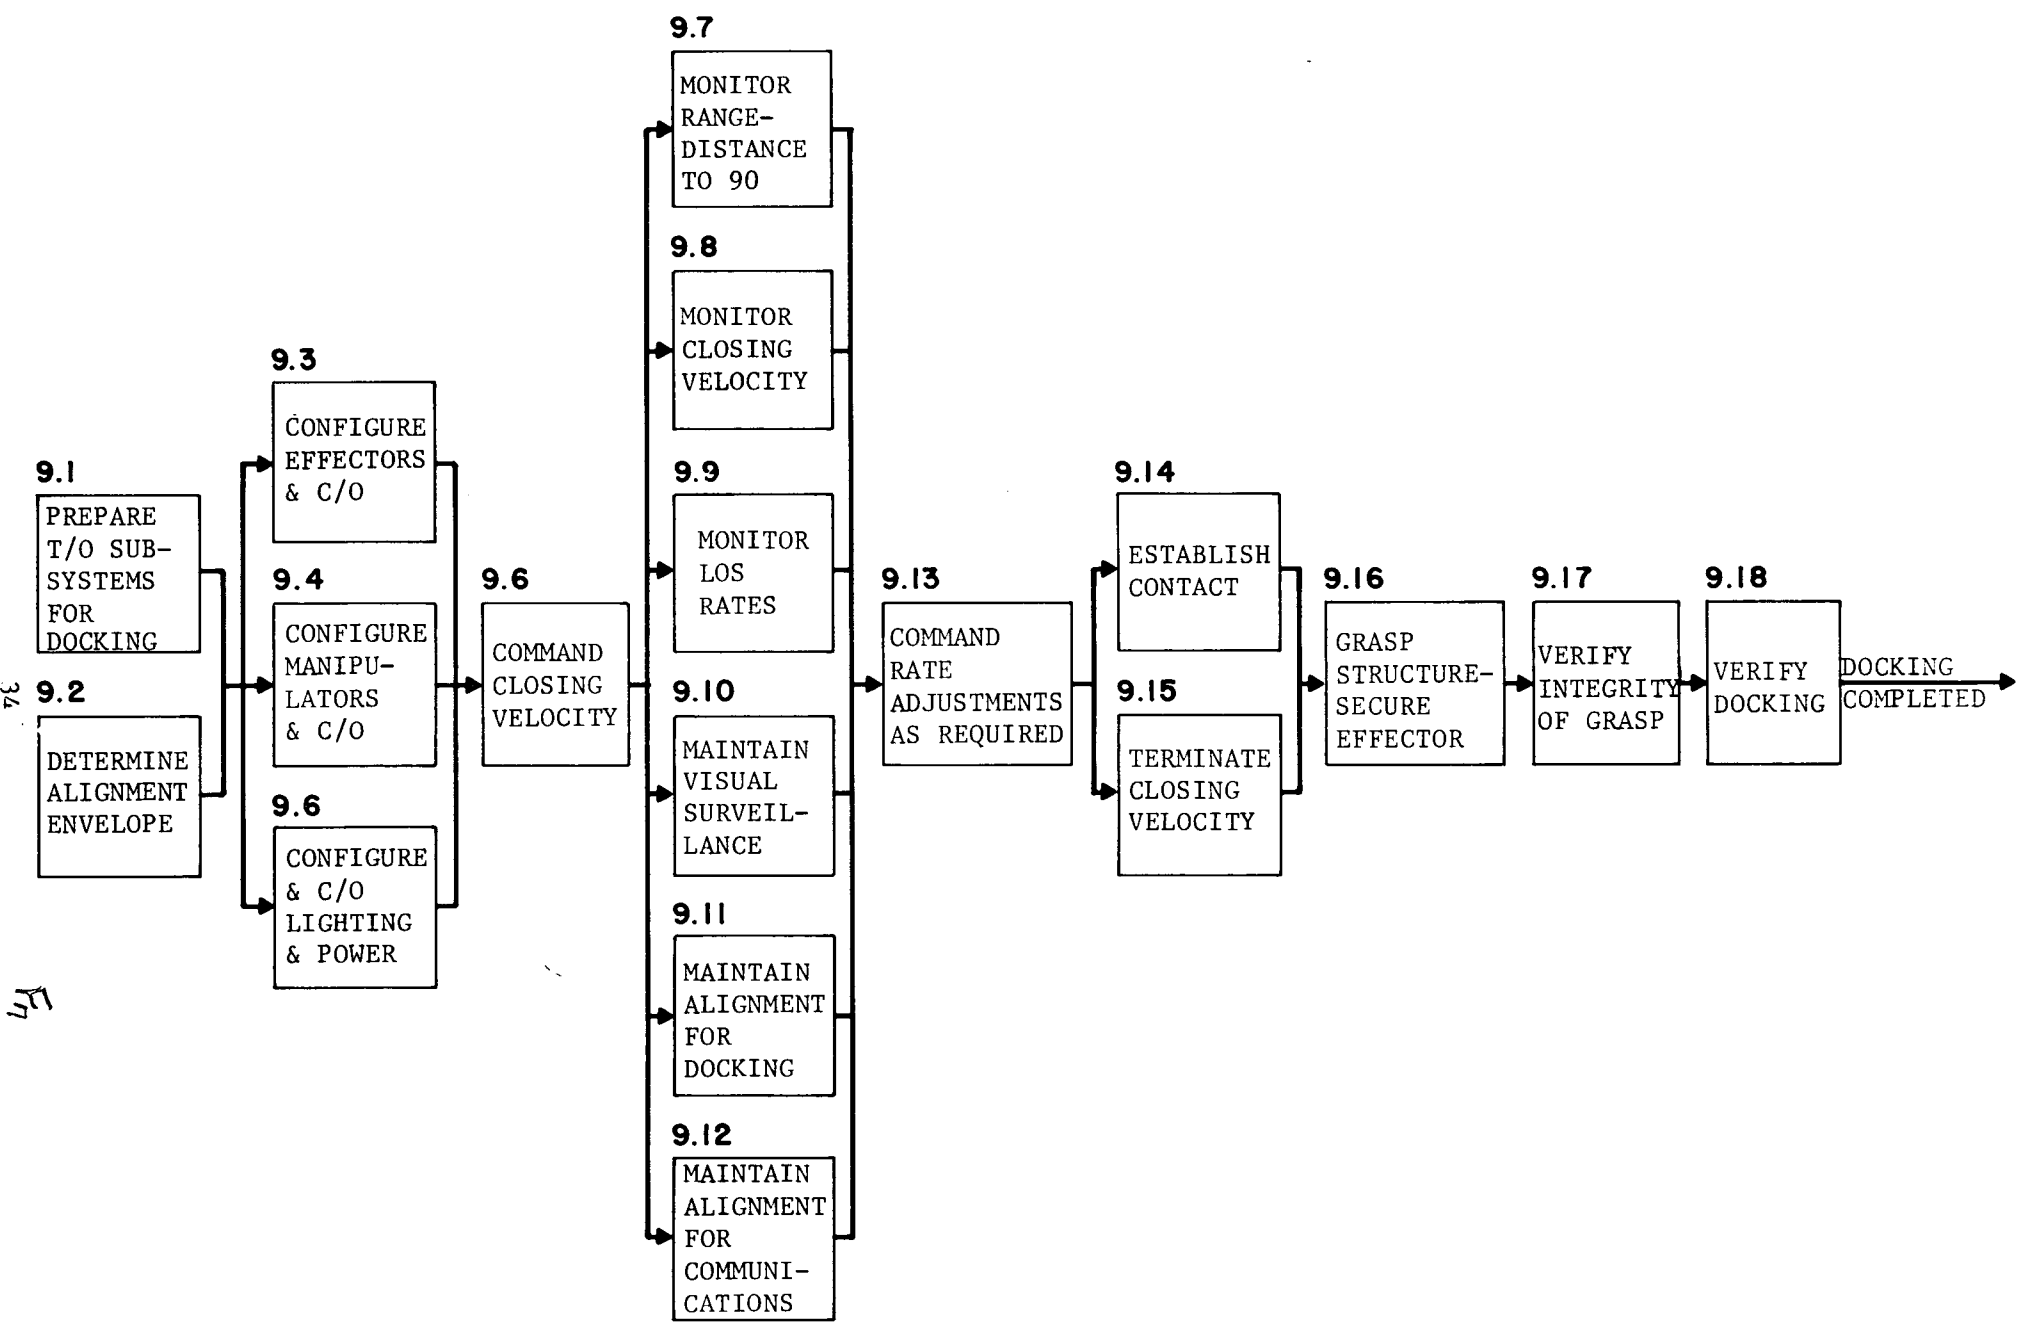 9.1
PREPARE
T/O SUB-
SYSTEMS
FOR
DOCKING
9.2
DETERMINE
ALIGNMENT
ENVELOPE
9.3
CONFIGURE
EFFECTORS
& C/O
9.4
CONFIGURE
MANIPU-
LATORS
& C/O
9.6
CONFIGURE
& C/O
LIGHTING
& POWER
9.6
COMMAND
CLOSING
VELOCITY
9.7
MONITOR
RANGE-
DISTANCE
TO 90
9.8
MONITOR
CLOSING
VELOCITY
9.9
MONITOR
LOS
RATES
9.10
MAINTAIN
VISUAL
SURVEIL-
LANCE
9.11
MAINTAIN
ALIGNMENT
FOR
DOCKING
9.12
MAINTAIN
ALIGNMENT
FOR
COMMUNI-
CATIONS
9.13
COMMAND
RATE
ADJUSTMENTS
AS REQUIRED
9.14
ESTABLISH
CONTACT
9.15
TERMINATE
CLOSING
VELOCITY
9.16
GRASP
STRUCTURE-
SECURE
EFFECTOR
9.17
VERIFY
INTEGRITY
OF GRASP
9.18
VERIFY
DOCKING
DOCKING
COMPLETED
34